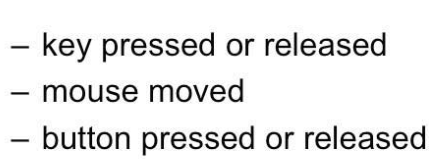 – key pressed or released
– mouse moved
– button pressed or released